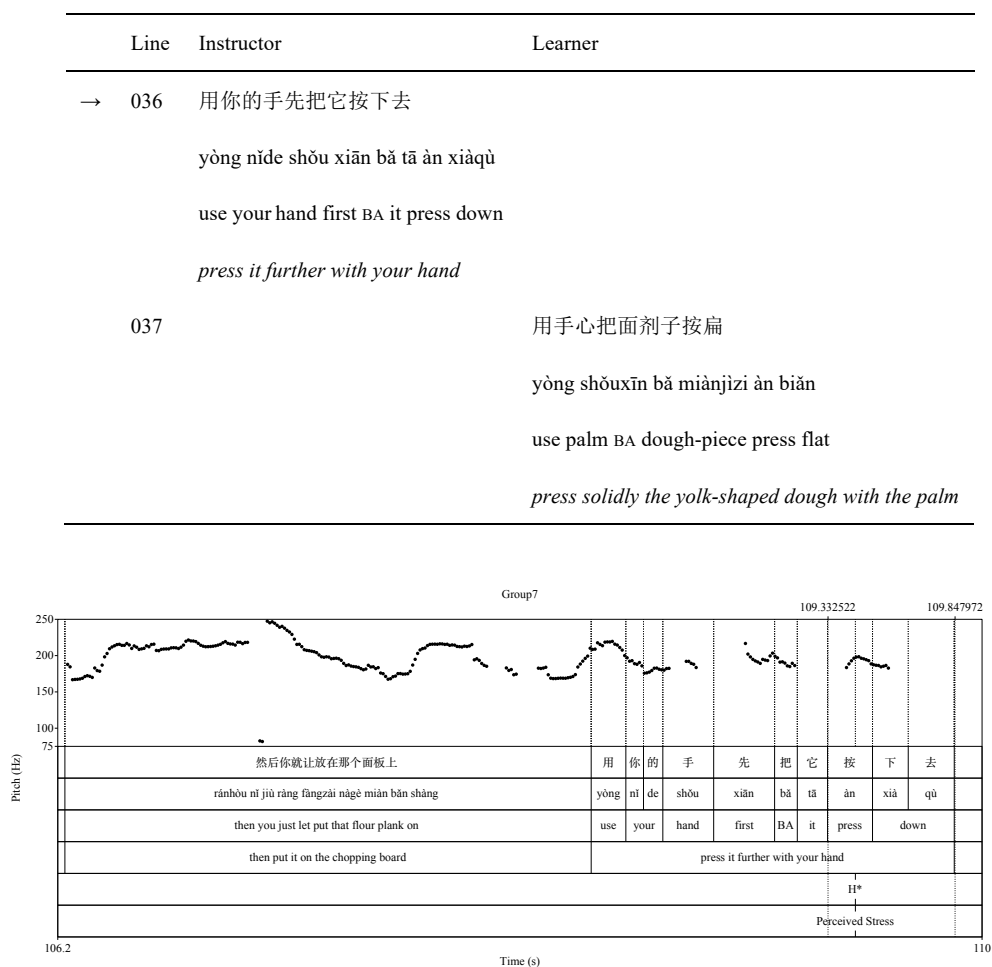 Line Instructor Learner
→ 036 用你的手先把它按下去
yòng nǐde shǒu xiān bǎ tā àn xiàqù
use your hand first BA it press down
press it further with your hand
037 用手心把面剂子按扁
yòng shǒuxīn bǎ miànjìzi àn biǎn
use palm BA dough-piece press flat
press solidly the yolk-shaped dough with the palm
Group7
109.332522 109.847972
250
200
150
100
75
Pitch (Hz)
然后你就让放在那个面板上 用 你 的 手 先 把 它 按 下 去
ránhòu nǐ jiù ràng fàngzài nàgè miàn bǎn shàng yòng nǐ de shǒu xiān bǎ tā àn xià qù
then you just let put that flour plank on use your hand first BA it press down
then put it on the chopping board press it further with your hand
H*
Perceived Stress
106.2 110
Time (s)